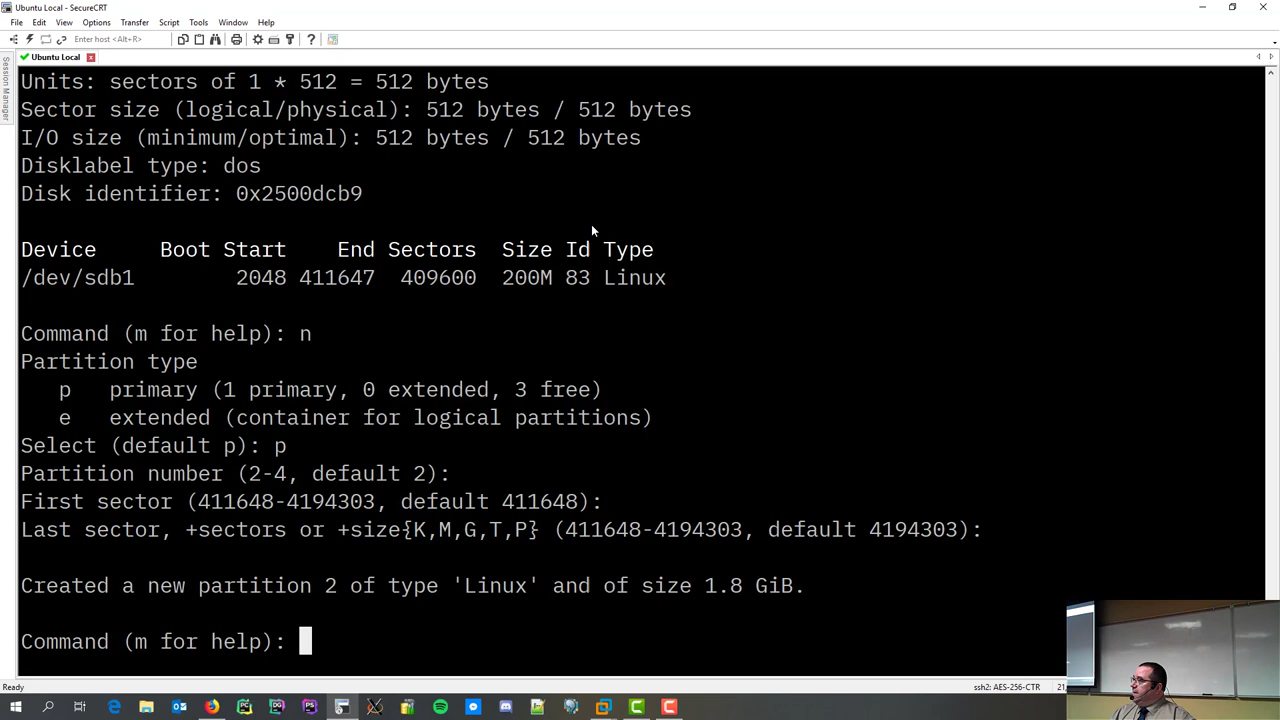 Ubuntu Local - SecureCRT
File Edit View Options Transfer Script Tools Window Help
Enter host <Alt+R>
Ubuntu Local
Session Manager
Units: sectors of 1 * 512 = 512 bytes
Sector size (logical/physical): 512 bytes / 512 bytes
I/O size (minimum/optimal): 512 bytes / 512 bytes
Disklabel type: dos
Disk identifier: 0x2500dcb9
Device Boot Start End Sectors Size Id Type
/dev/sdb1 2048 411647 409600 200M 83 Linux
Command (m for help): n
Partition type
p primary (1 primary, 0 extended, 3 free)
e extended (container for logical partitions)
Select (default p): p
Partition number (2-4, default 2):
First sector (411648-4194303, default 411648):
Last sector, +sectors or +size{K,M,G,T,P} (411648-4194303, default 4194303):
Created a new partition 2 of type 'Linux' and of size 1.8 GiB.
Command (m for help):
Ready
ssh2: AES-256-CTR
21,